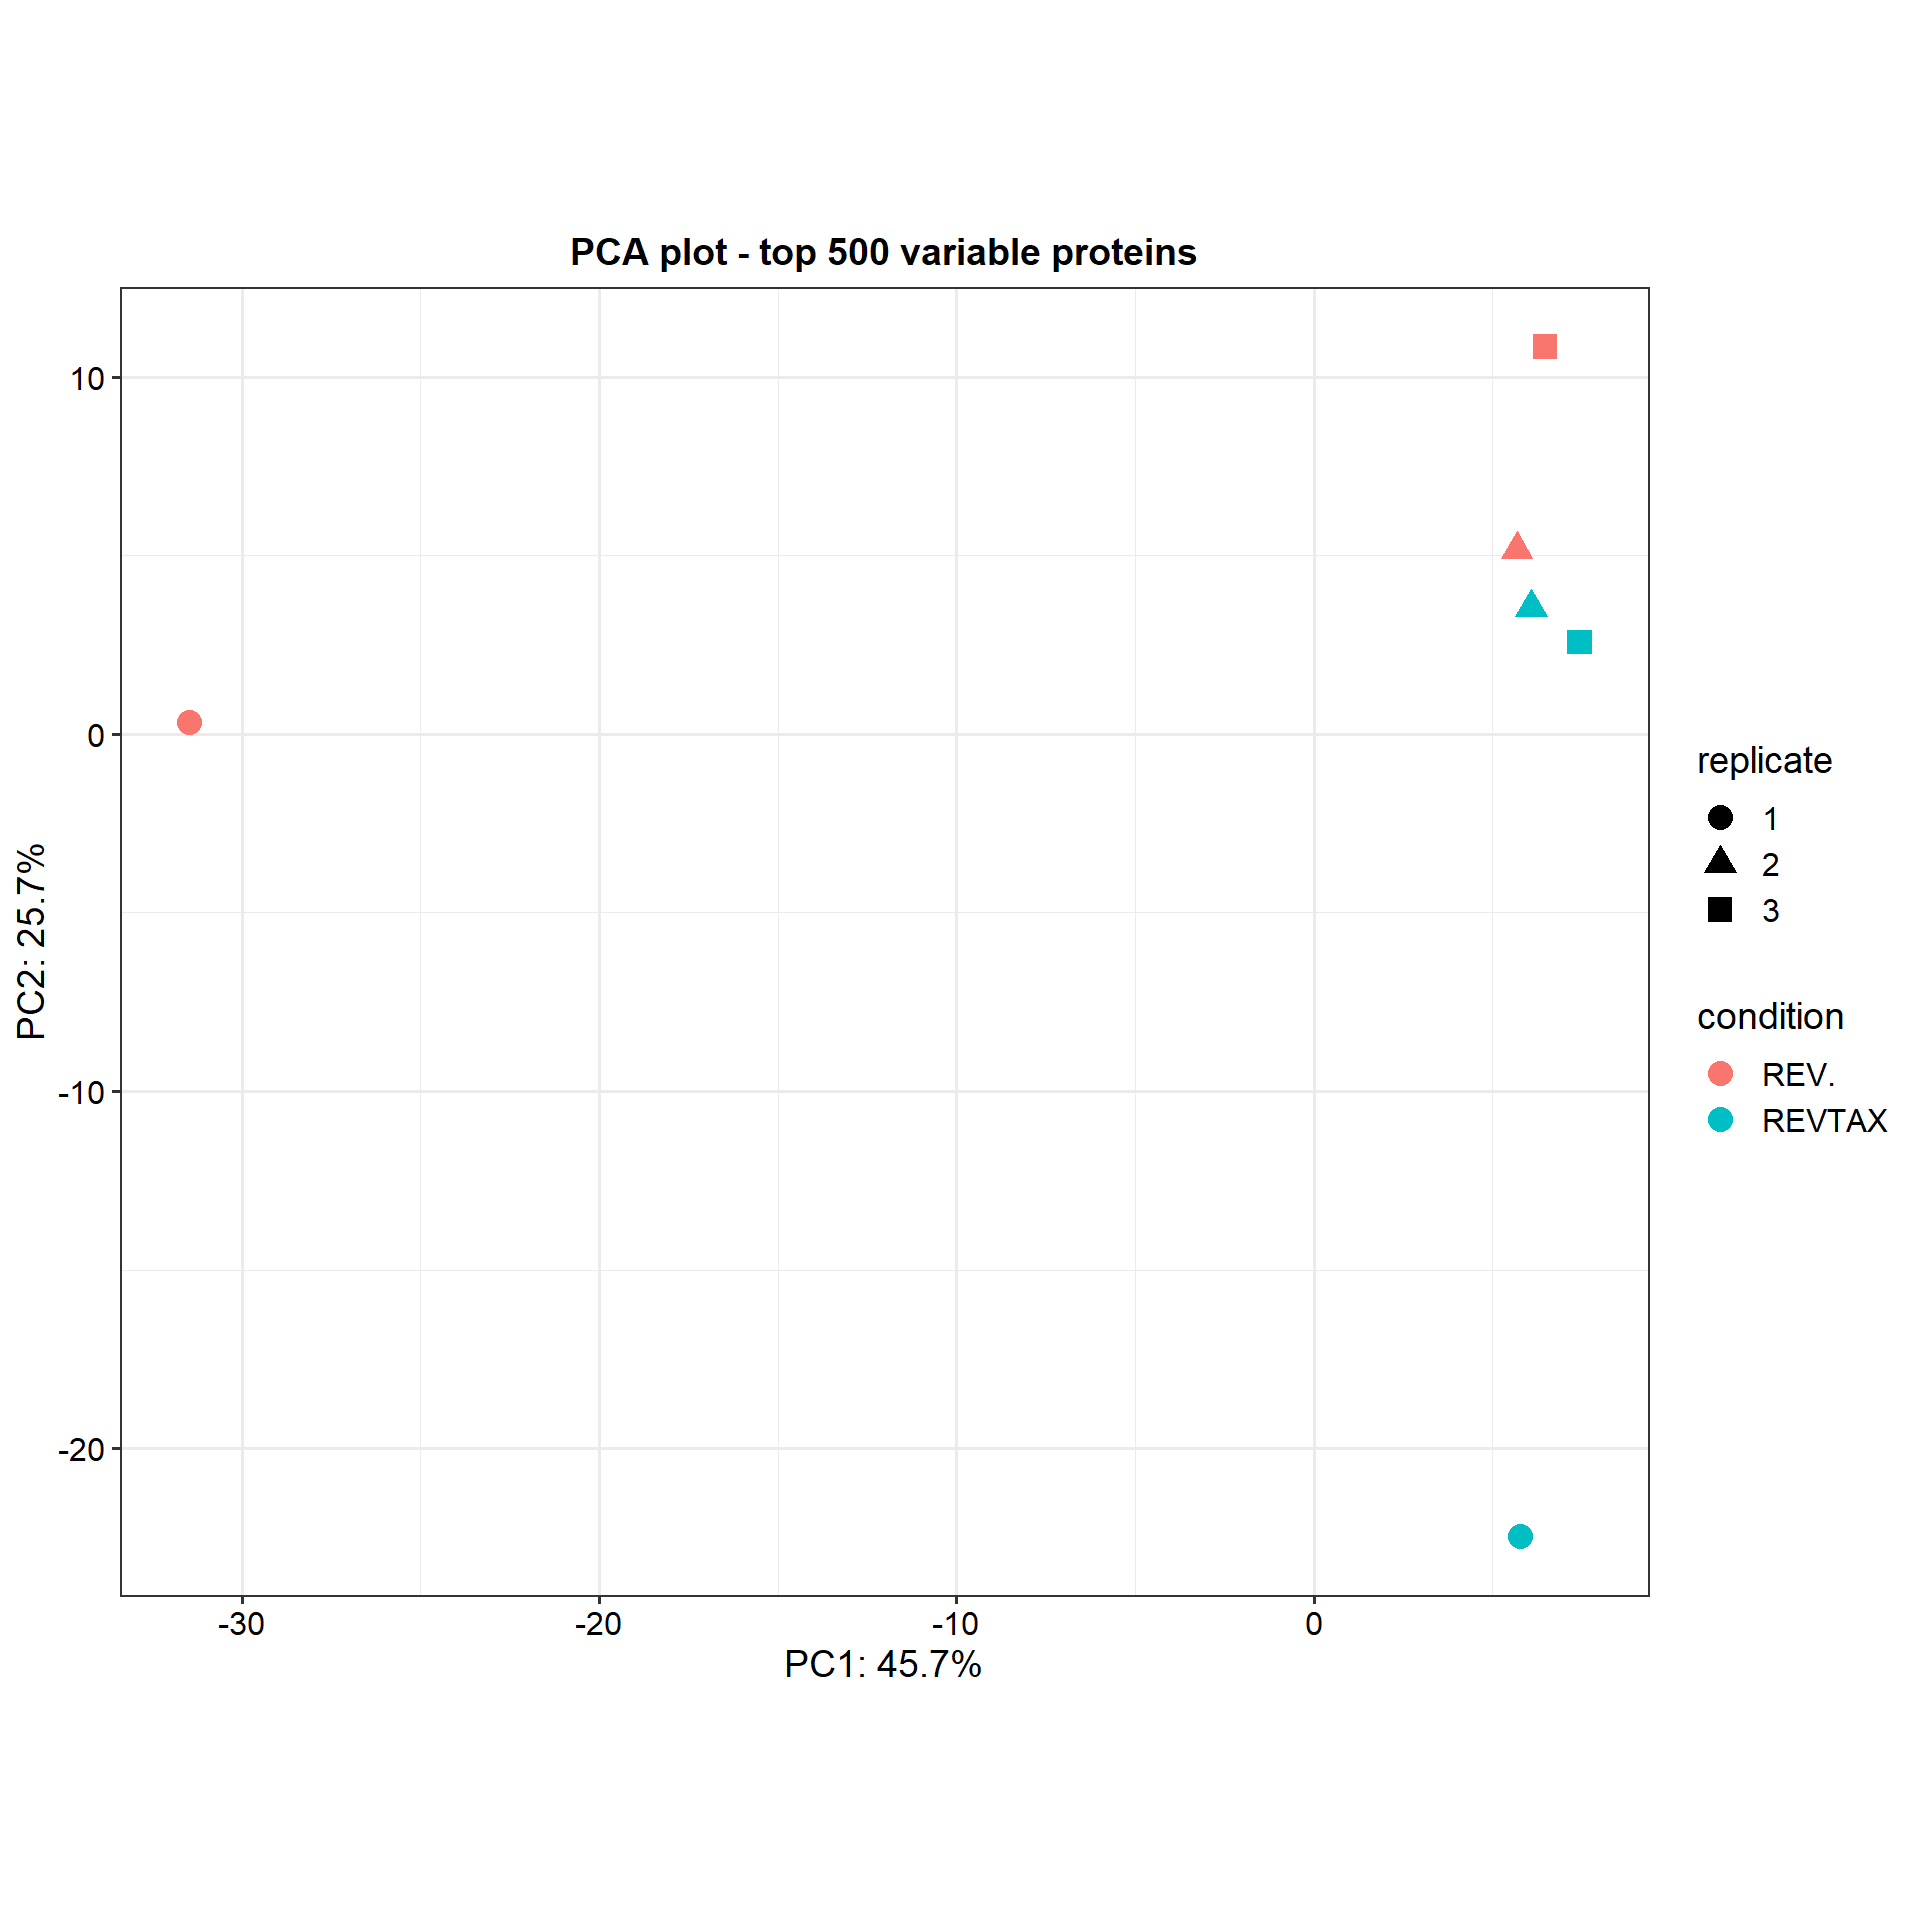 PCA plot - top 500 variable proteins
10
0
-10
-20
PC2: 25.7%
-30
-20
-10
0
PC1: 45.7%
replicate
1
2
3
condition
REV.
REVTAX